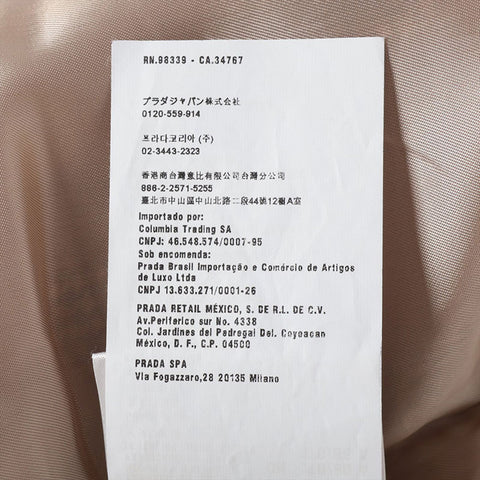 RN.98339 - CA.34767
プラダジャパン株式会社
0120-559-914
프라다코리아 (주)
02-3443-2323
香港商台灣意比有限公司台灣分公司
886-2-2571-5255
臺北市中山區中山北路二段44號12樓A室
Importado por:
Columbia Trading SA
CNPJ: 46.548.574/0007-95
Sob encomenda:
Prada Brasil Importação e Comércio de Artigos
de Luxo Ltda
CNPJ 13.633.271/0001-26
PRADA RETAIL MÉXICO, S. DE R.L. DE C.V.
Av.Periferico sur No. 4338
Col. Jardines del Padregal Del. Coyoacan
México, D. F., C.P. 04500
PRADA SPA
Via Fogazzaro,28 20135 Milano